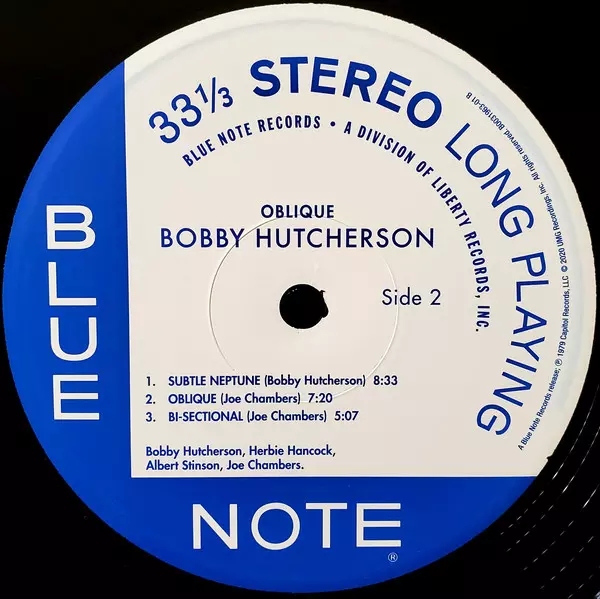 33⅓ STEREO LONG PLAYING
BLUE NOTE RECORDS • A DIVISION OF LIBERTY RECORDS, INC.
A Blue Note Records release; ℗ 1979 Capitol Records, LLC © 2020 UMG Recordings, Inc. All rights reserved. B0031963-01 B
OBLIQUE
BOBBY HUTCHERSON
Side 2
1. SUBTLE NEPTUNE (Bobby Hutcherson) 8:33
2. OBLIQUE (Joe Chambers) 7:20
3. BI-SECTIONAL (Joe Chambers) 5:07
Bobby Hutcherson, Herbie Hancock,
Albert Stinson, Joe Chambers.
BLUE
NOTE®